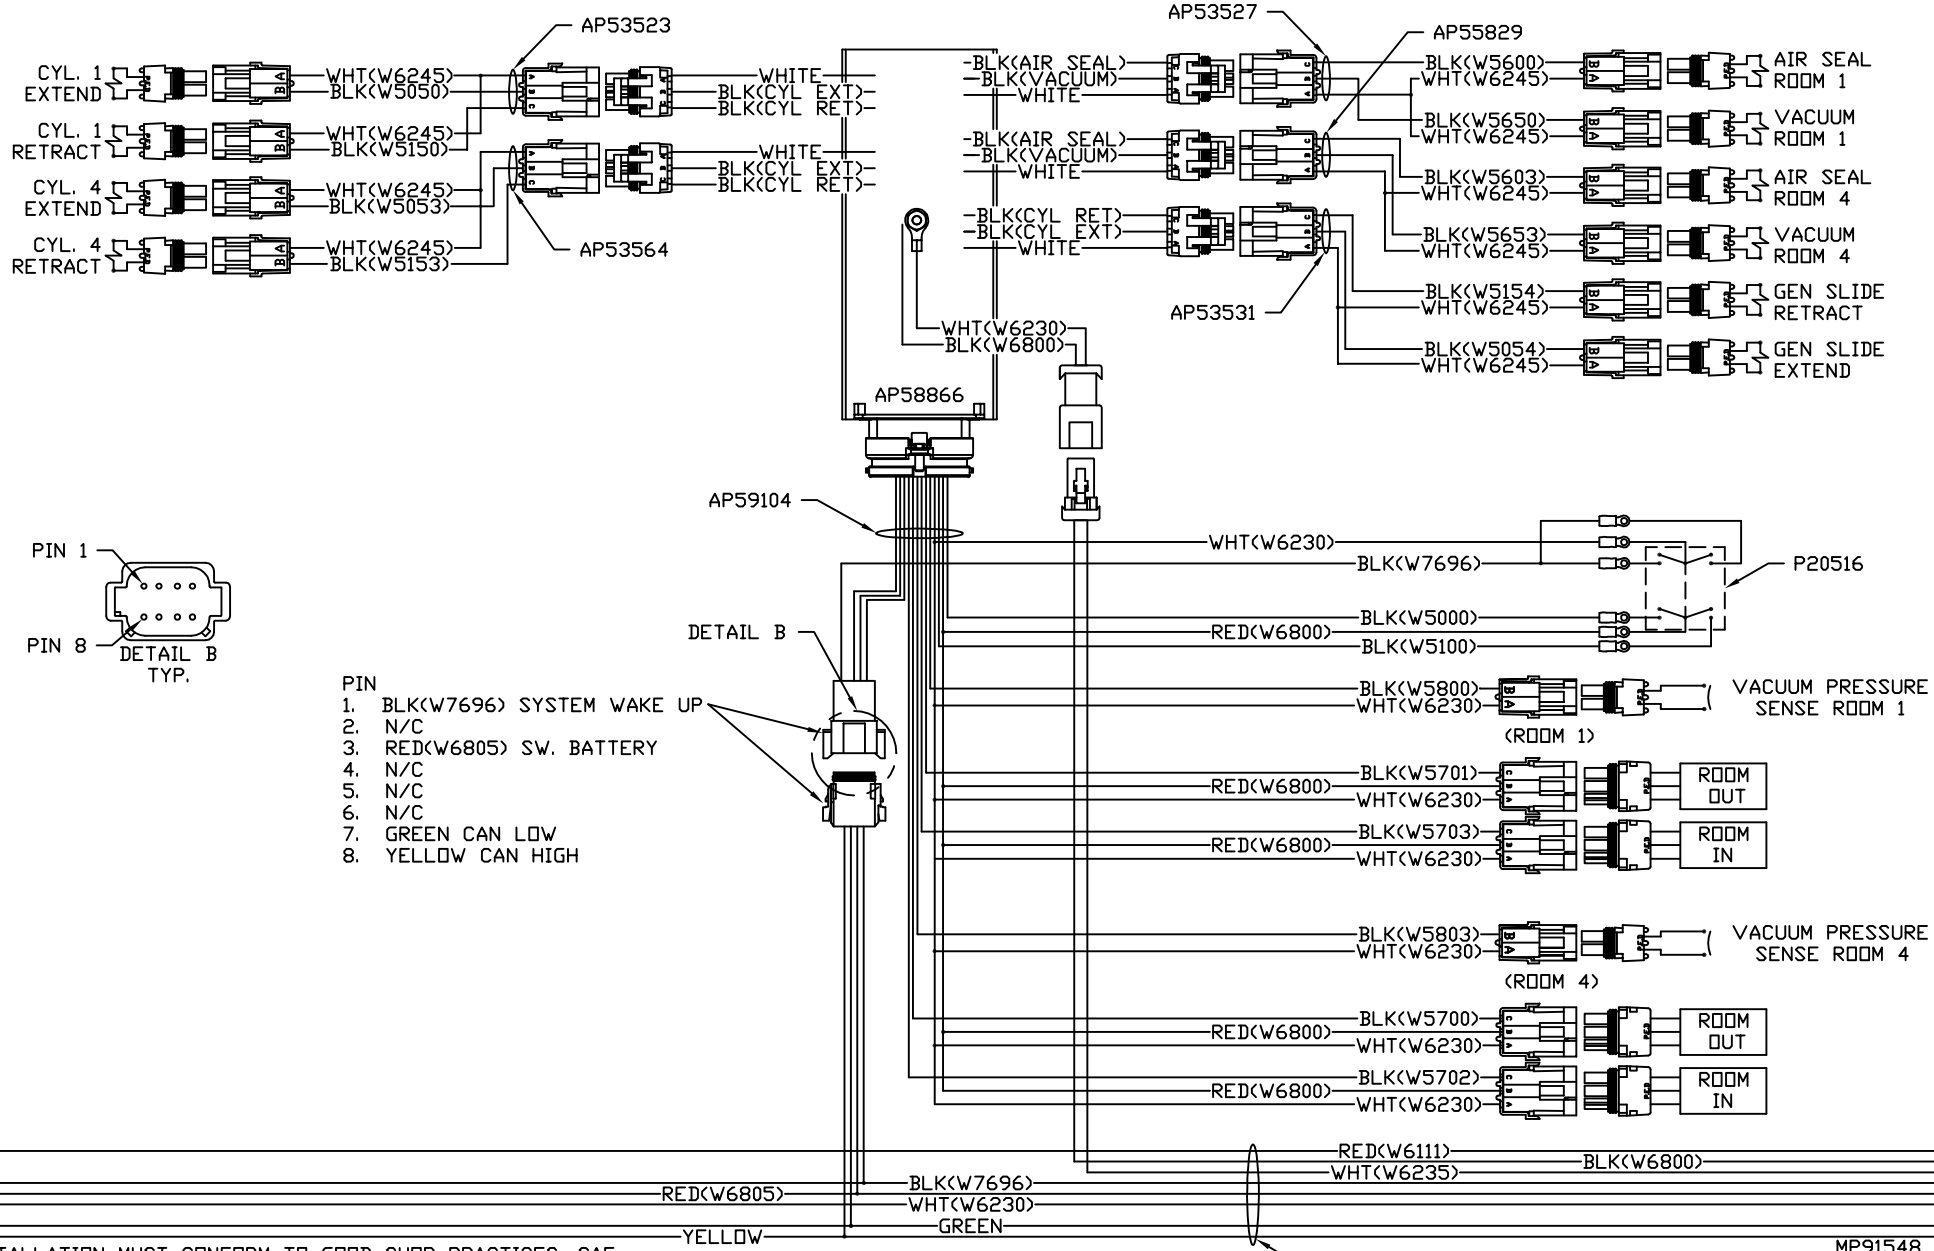 AP53523
CYL. 1
EXTEND
WHT(W6245)
BLK(W5050)
CYL. 1
RETRACT
WHT(W6245)
BLK(W5150)
CYL. 4
EXTEND
WHT(W6245)
BLK(W5053)
CYL. 4
RETRACT
WHT(W6245)
BLK(W5153)
AP53564
WHITE
BLK(CYL EXT)
BLK(CYL RET)
WHITE
BLK(CYL EXT)
BLK(CYL RET)
AP53527
AP55829
BLK(AIR SEAL)
BLK(VACUUM)
WHITE
BLK(AIR SEAL)
BLK(VACUUM)
WHITE
BLK(CYL RET)
BLK(CYL EXT)
WHITE
AP53531
BLK(W5600)
WHT(W6245)
AIR SEAL
ROOM 1
BLK(W5650)
WHT(W6245)
VACUUM
ROOM 1
BLK(W5603)
WHT(W6245)
AIR SEAL
ROOM 4
BLK(W5653)
WHT(W6245)
VACUUM
ROOM 4
BLK(W5154)
WHT(W6245)
GEN SLIDE
RETRACT
BLK(W5054)
WHT(W6245)
GEN SLIDE
EXTEND
WHT(W6230)
BLK(W6800)
AP58866
AP59104
WHT(W6230)
BLK(W7696)
P20516
BLK(W5000)
RED(W6800)
BLK(W5100)
PIN 1
PIN 8
DETAIL B
TYP.
DETAIL B
PIN
1. BLK(W7696) SYSTEM WAKE UP
2. N/C
3. RED(W6805) SW. BATTERY
4. N/C
5. N/C
6. N/C
7. GREEN CAN LOW
8. YELLOW CAN HIGH
BLK(W5800)
WHT(W6230)
VACUUM PRESSURE
SENSE ROOM 1
(ROOM 1)
BLK(W5701)
RED(W6800)
WHT(W6230)
ROOM
OUT
BLK(W5703)
RED(W6800)
WHT(W6230)
ROOM
IN
BLK(W5803)
WHT(W6230)
VACUUM PRESSURE
SENSE ROOM 4
(ROOM 4)
BLK(W5700)
RED(W6800)
WHT(W6230)
ROOM
OUT
BLK(W5702)
RED(W6800)
WHT(W6230)
ROOM
IN
RED(W6111)
BLK(W6800)
WHT(W6235)
BLK(W7696)
RED(W6805)
WHT(W6230)
GREEN
YELLOW
TALLATION MUST CONFORM TO GOOD SHOP PRACTICES, SAE
MP91548